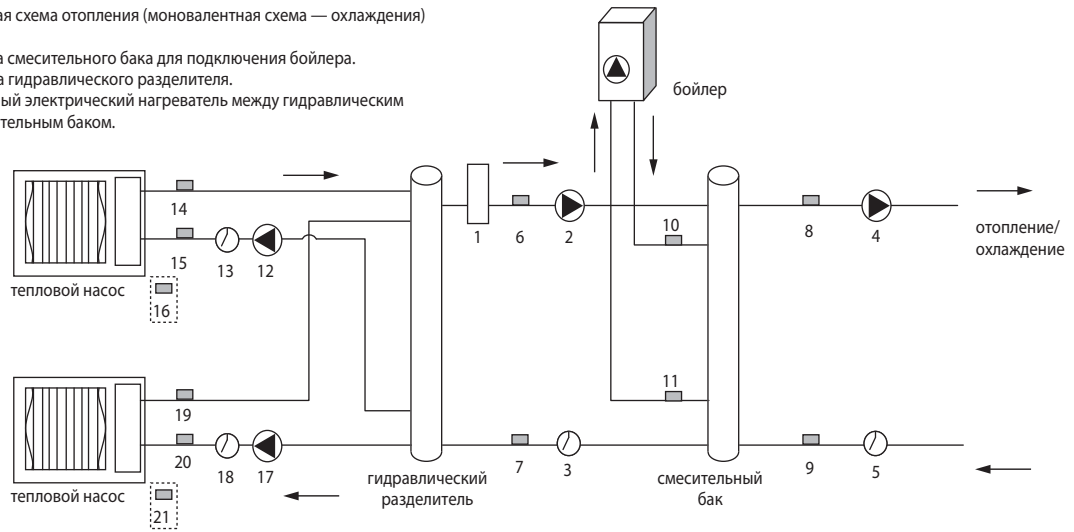 ая схема отопления (моновалентная схема — охлаждения)
а смесительного бака для подключения бойлера.
а гидравлического разделителя.
ный электрический нагреватель между гидравлическим
тельным баком.
бойлер
14
15
13
12
1
6
2
10
8
4
отопление/
охлаждение
тепловой насос
16
11
19
20
18
17
7
3
9
5
гидравлический
разделитель
смесительный
бак
тепловой насос
21